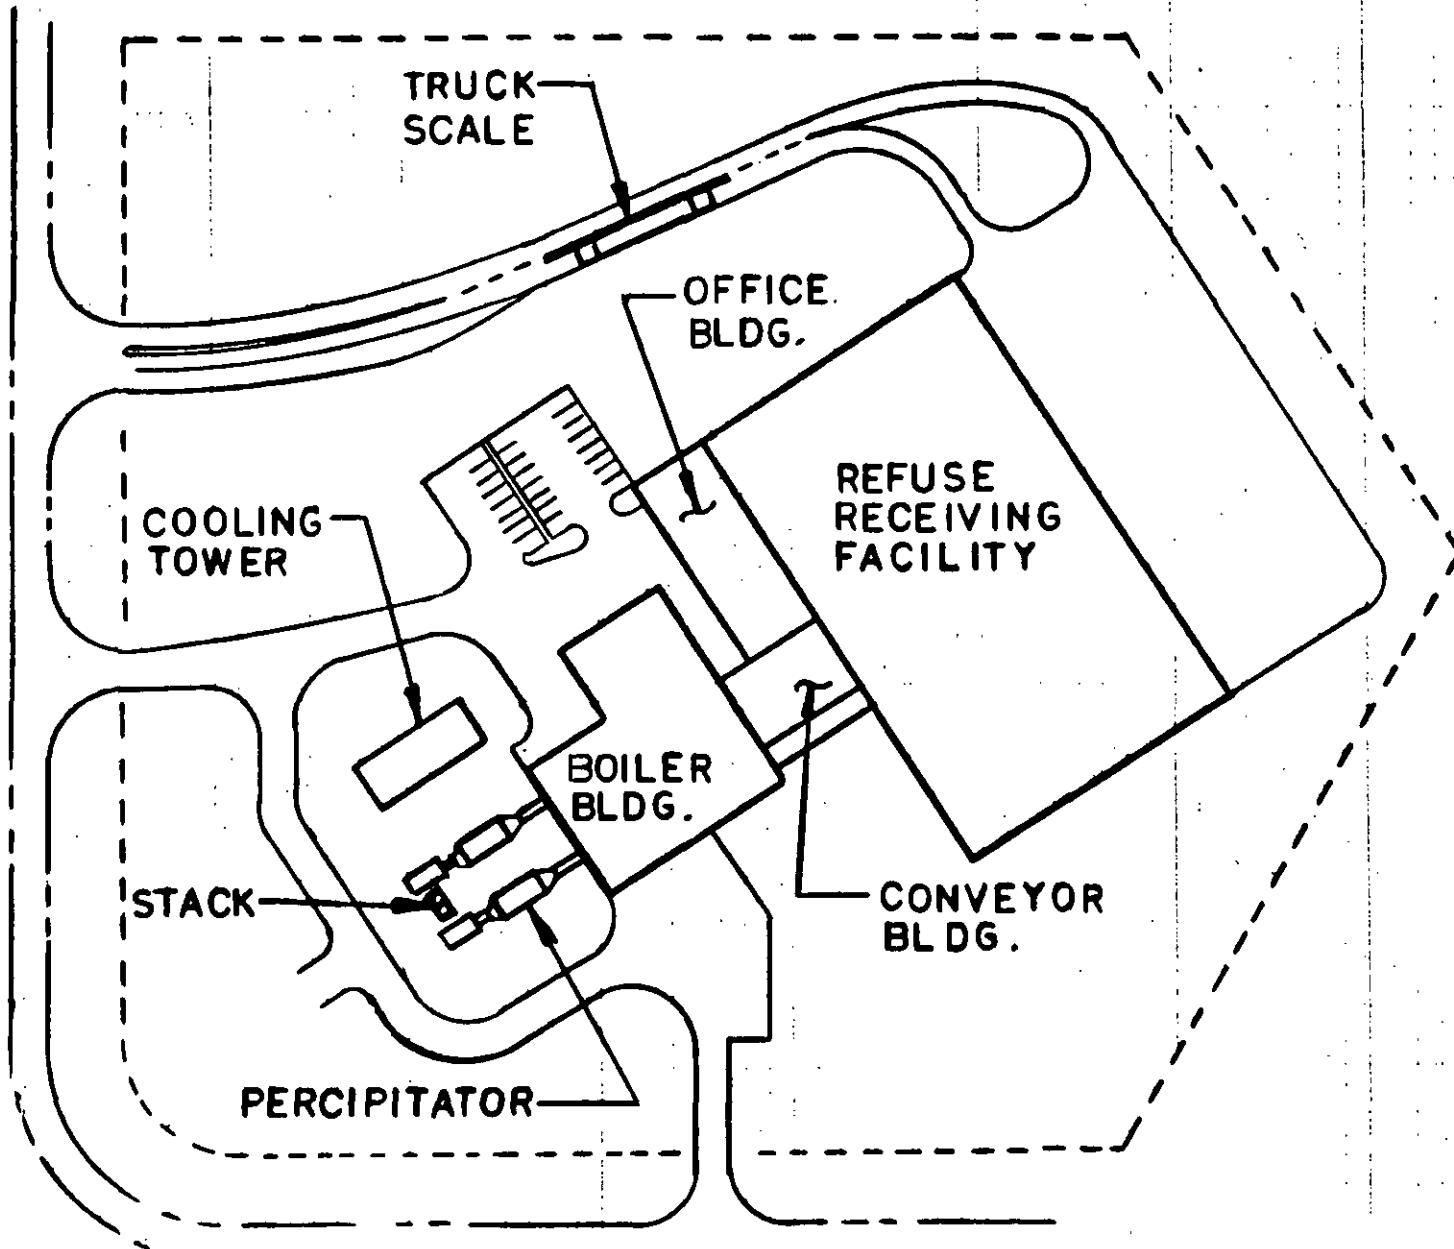 TRUCK
SCALE
OFFICE.
BLDG.
REFUSE
RECEIVING
FACILITY
COOLING
TOWER
BOILER
BLDG.
STACK
CONVEYOR
BLDG.
PERCIPITATOR